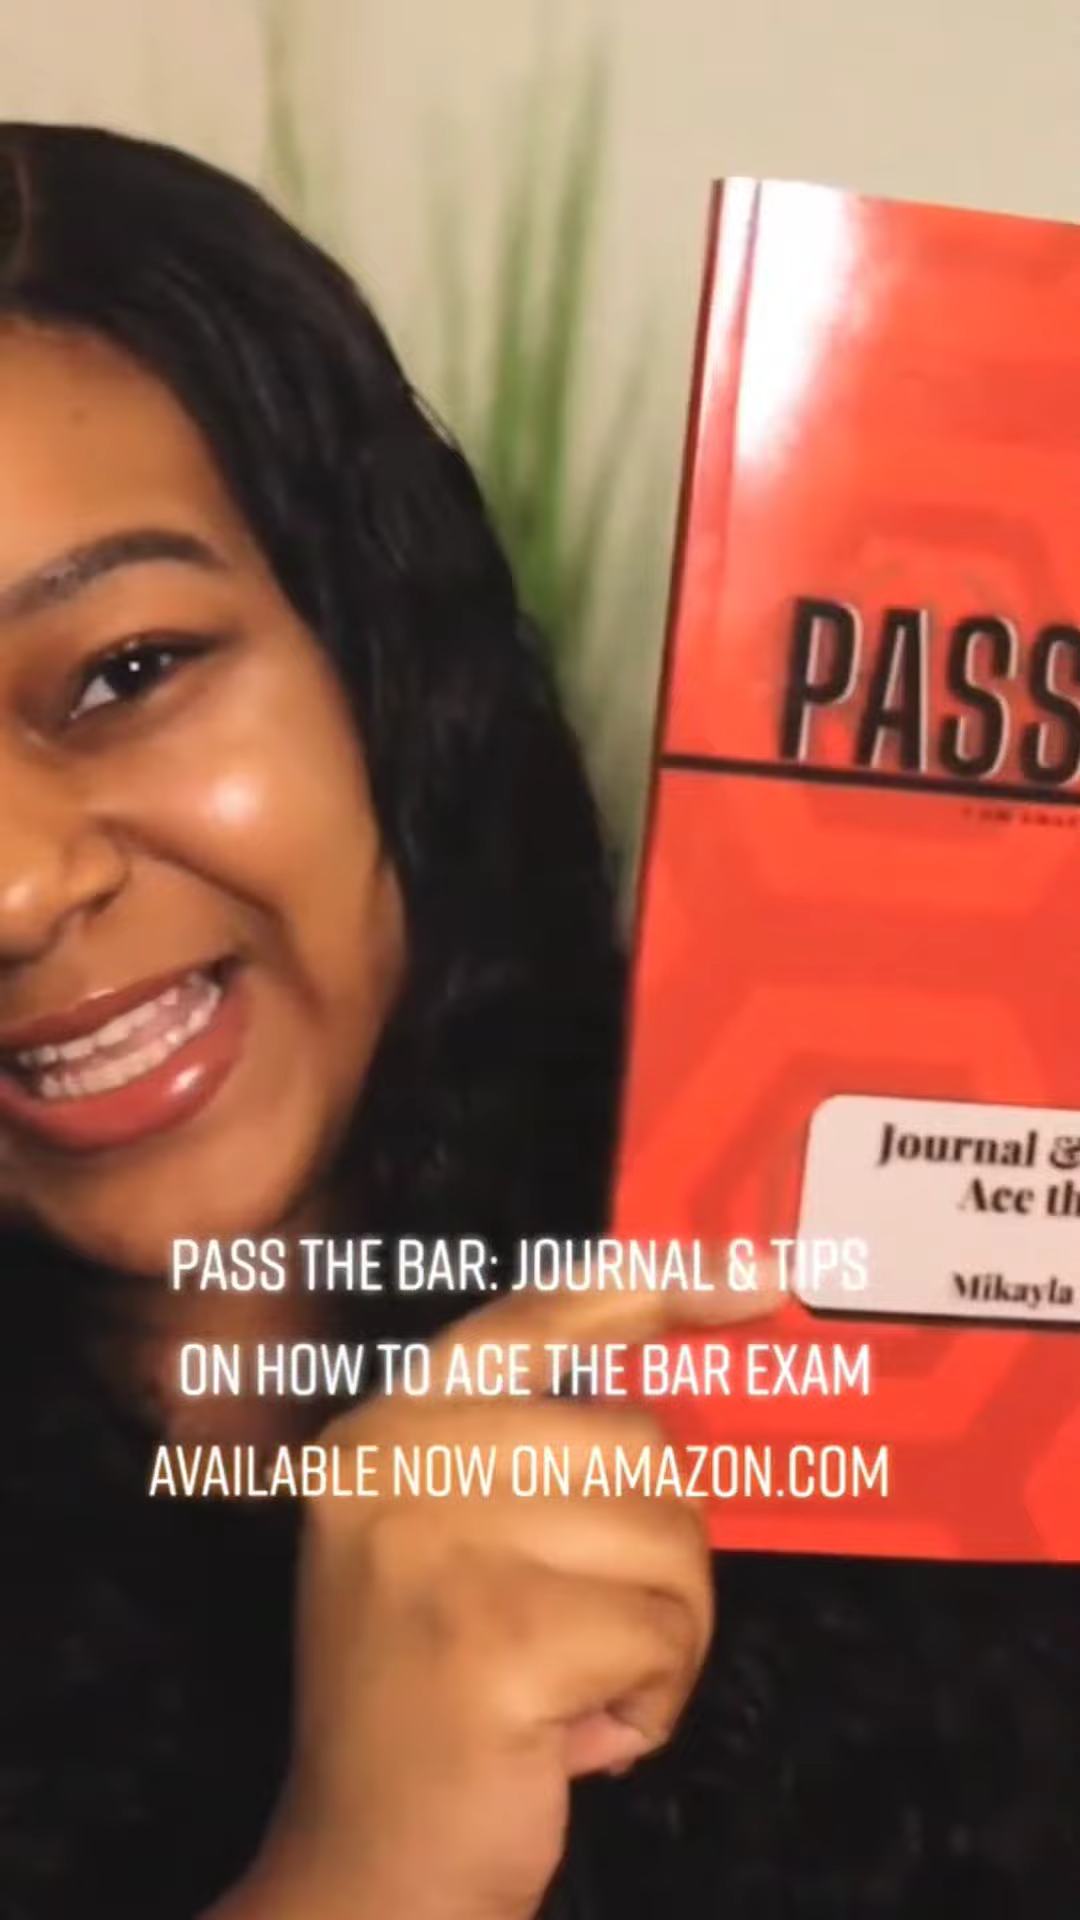 PASS
Journal &
Ace th
Mikayla
PASS THE BAR: JOURNAL & TIPS
ON HOW TO ACE THE BAR EXAM
AVAILABLE NOW ON AMAZON.COM